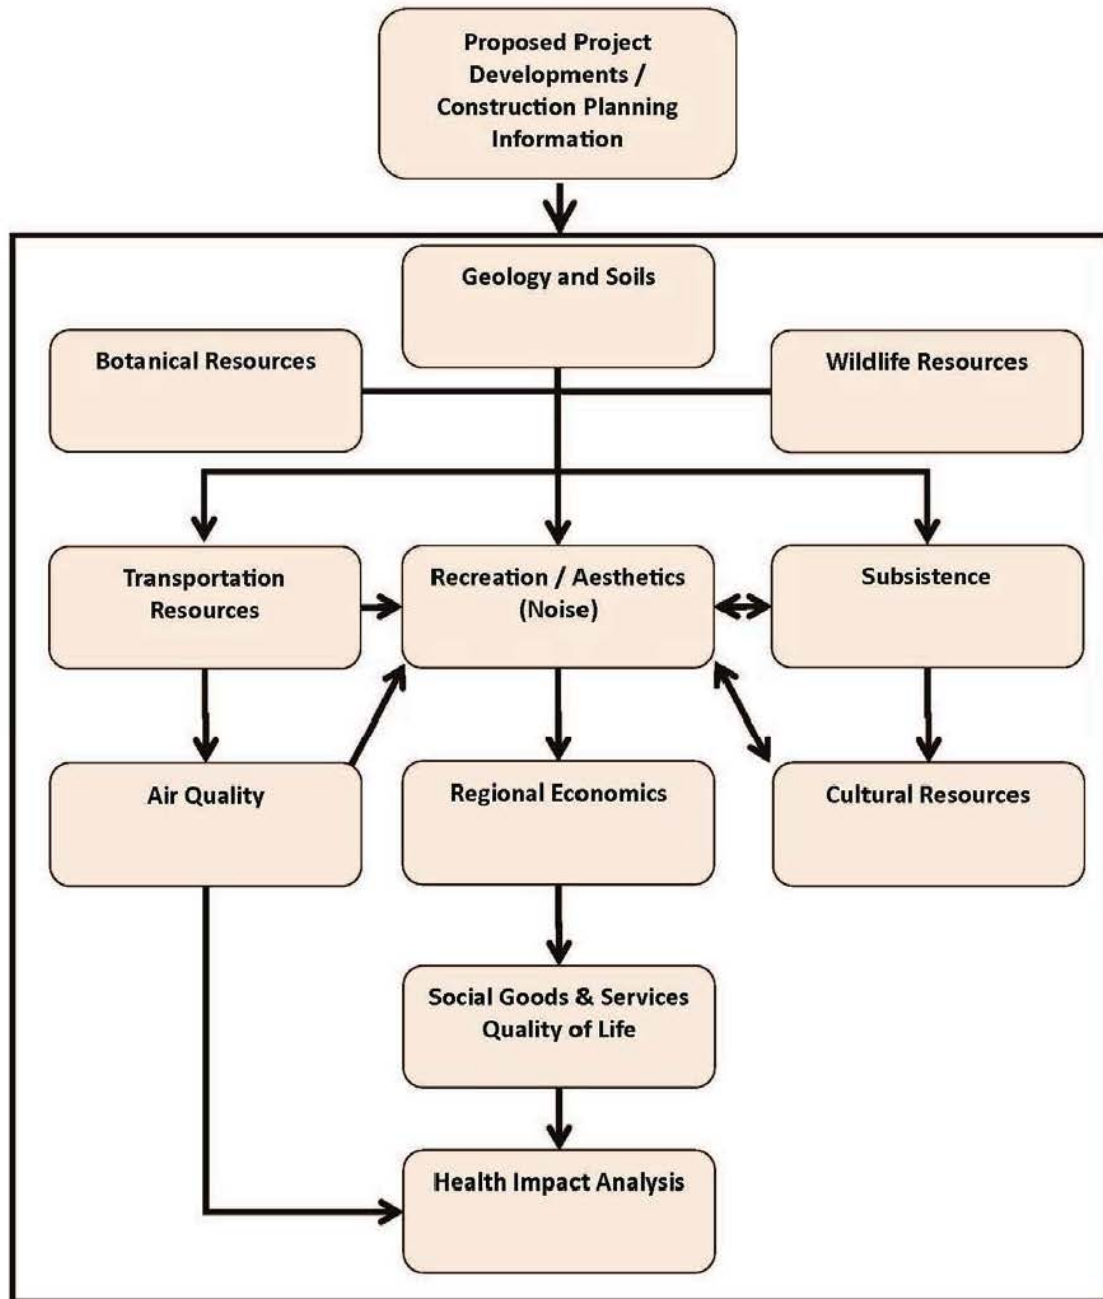 Proposed Project
Developments /
Construction Planning
Information
Geology and Soils
Botanical Resources
Wildlife Resources
Transportation
Resources
Recreation / Aesthetics
(Noise)
Subsistence
Air Quality
Regional Economics
Cultural Resources
Social Goods & Services
Quality of Life
Health Impact Analysis